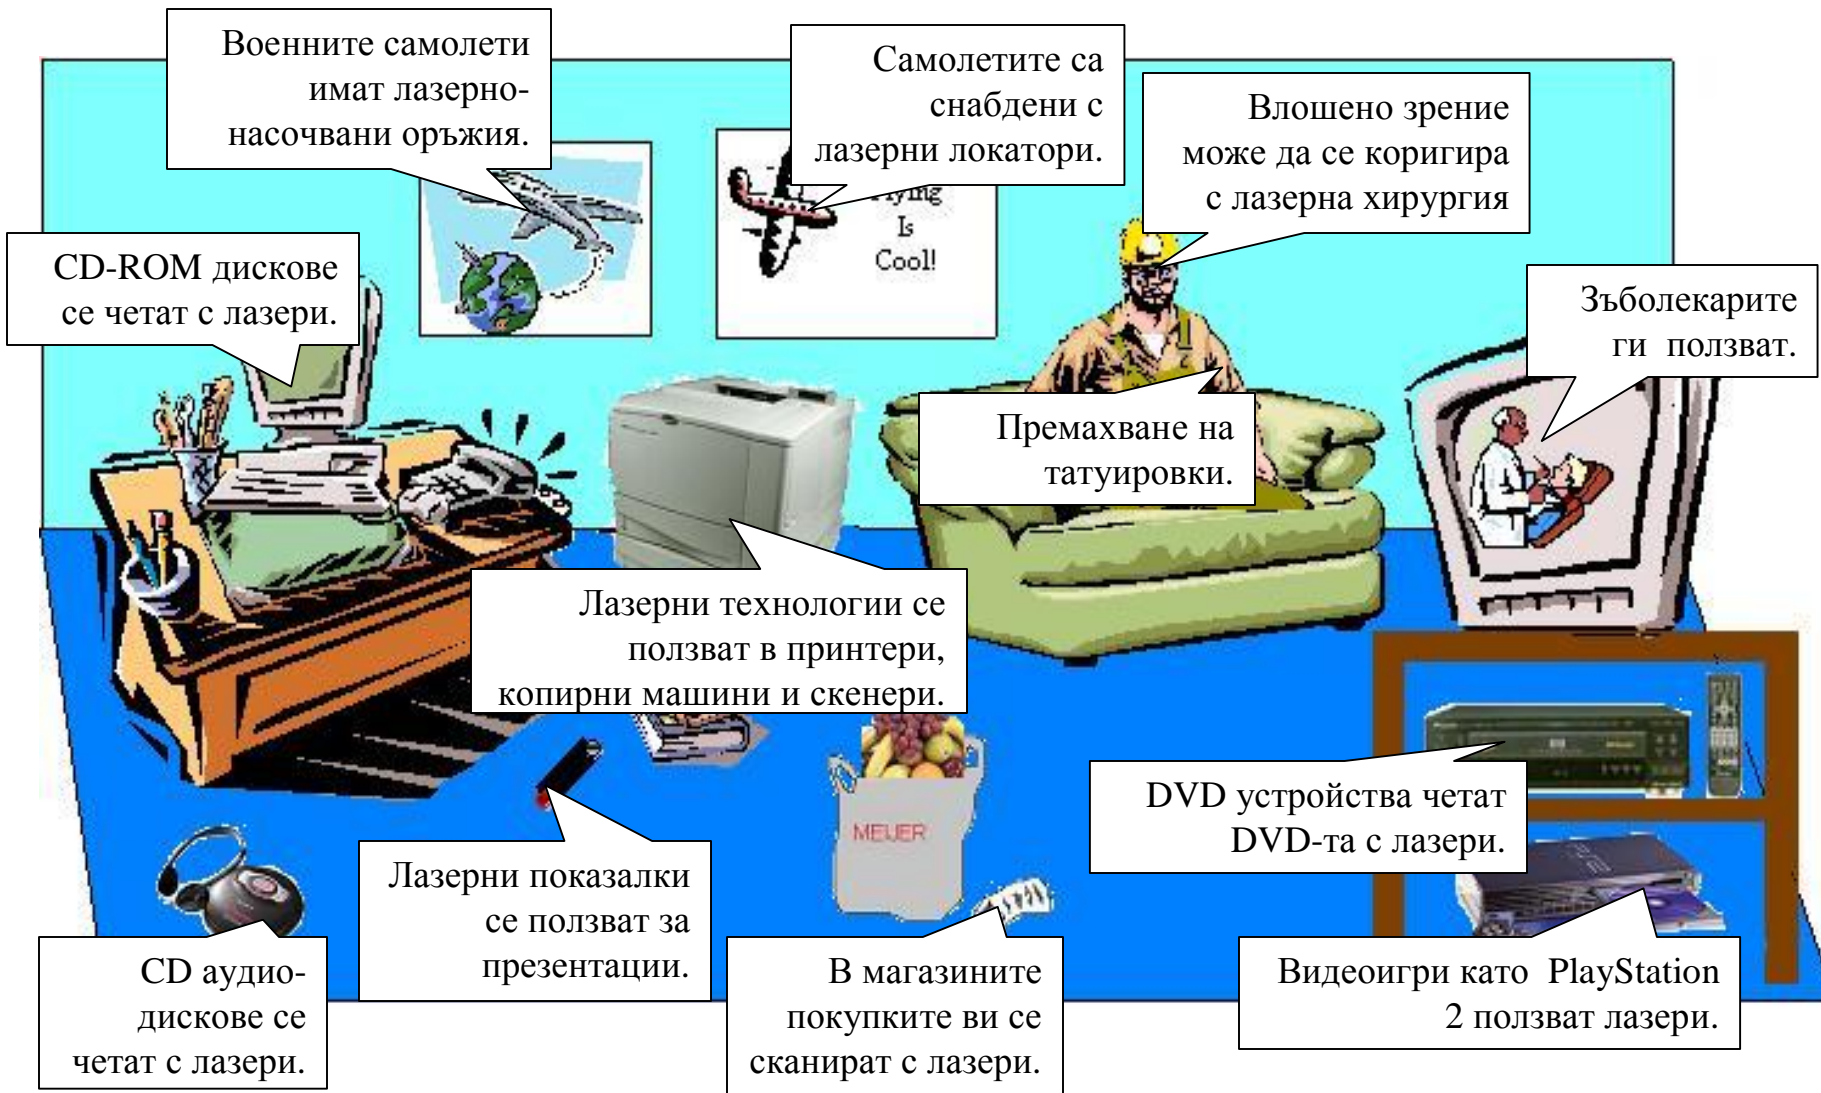 Военните самолети
имат лазерно-
насочвани оръжия.
Самолетите са
снабдени с
лазерни локатори.
Влошено зрение
може да се коригира
с лазерна хирургия
Is
Cool!
CD-ROM дискове
се четат с лазери.
Зъболекарите
ги ползват.
Премахване на
татуировки.
Лазерни технологии се
ползват в принтери,
копирни машини и скенери.
DVD устройства четат
DVD-та с лазери.
MEIJER
Лазерни показалки
се ползват за
презентации.
CD аудио-
дискове се
четат с лазери.
В магазините
покупките ви се
сканират с лазери.
Видеоигри като PlayStation
2 ползват лазери.